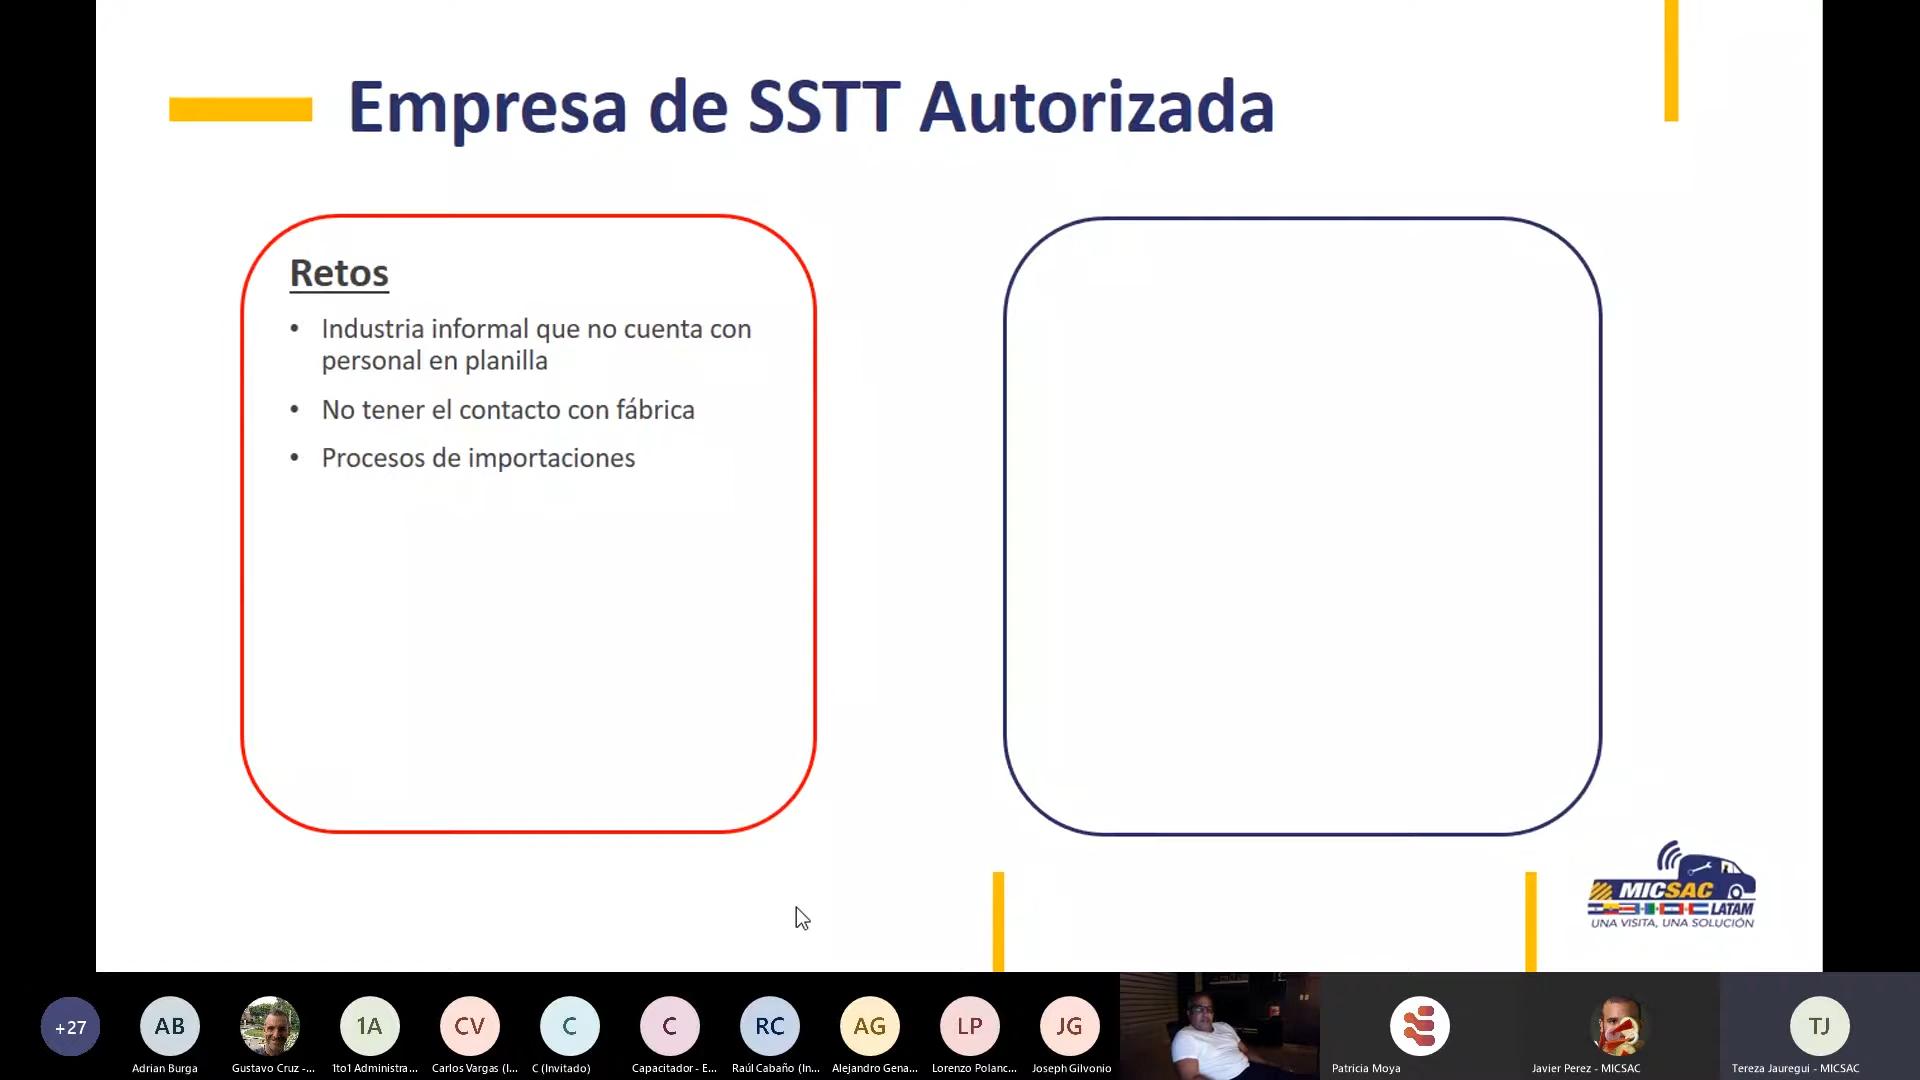 Empresa de SSTT Autorizada
Retos
• Industria informal que no cuenta con
personal en planilla
• No tener el contacto con fábrica
• Procesos de importaciones
MICSAC
LATAM
UNA VISITA, UNA SOLUCIÓN
+27
AB
1A
CV
C
C
RC
AG
LP
JG
TJ
Adrian Burga
Gustavo Cruz -...
1to1 Administra...
Carlos Vargas (I...
C (Invitado)
Capacitador - E...
Raúl Cabaño (In...
Alejandro Gena...
Lorenzo Polanc...
Joseph Gilvonio
Patricia Moya
Javier Perez - MICSAC
Tereza Jauregui - MICSAC